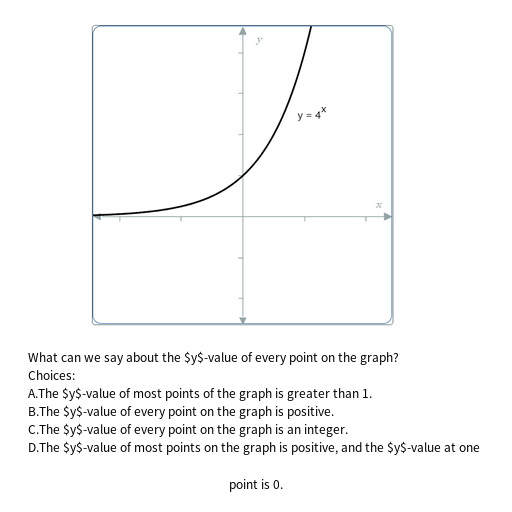 y
y = 4^x
x
What can we say about the $y$-value of every point on the graph?
Choices:
A.The $y$-value of most points of the graph is greater than 1.
B.The $y$-value of every point on the graph is positive.
C.The $y$-value of every point on the graph is an integer.
D.The $y$-value of most points on the graph is positive, and the $y$-value at one
point is 0.